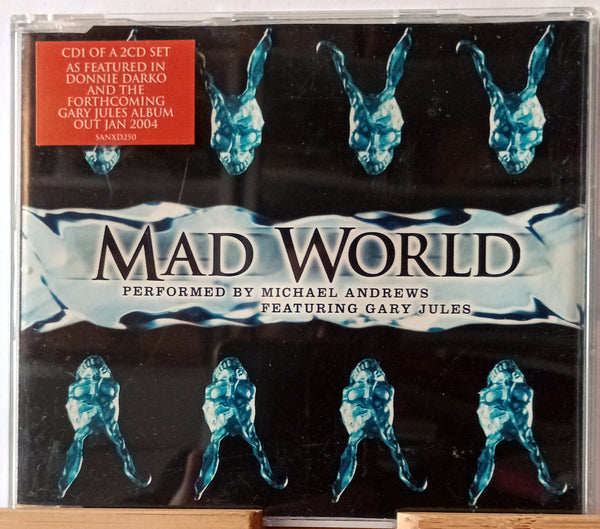 CD1 OF A 2CD SET
AS FEATURED IN
DONNIE DARKO
AND THE
FORTHCOMING
GARY JULES ALBUM
OUT JAN 2004
SANXD250
MAD WORLD
PERFORMED BY MICHAEL ANDREWS
FEATURING GARY JULES